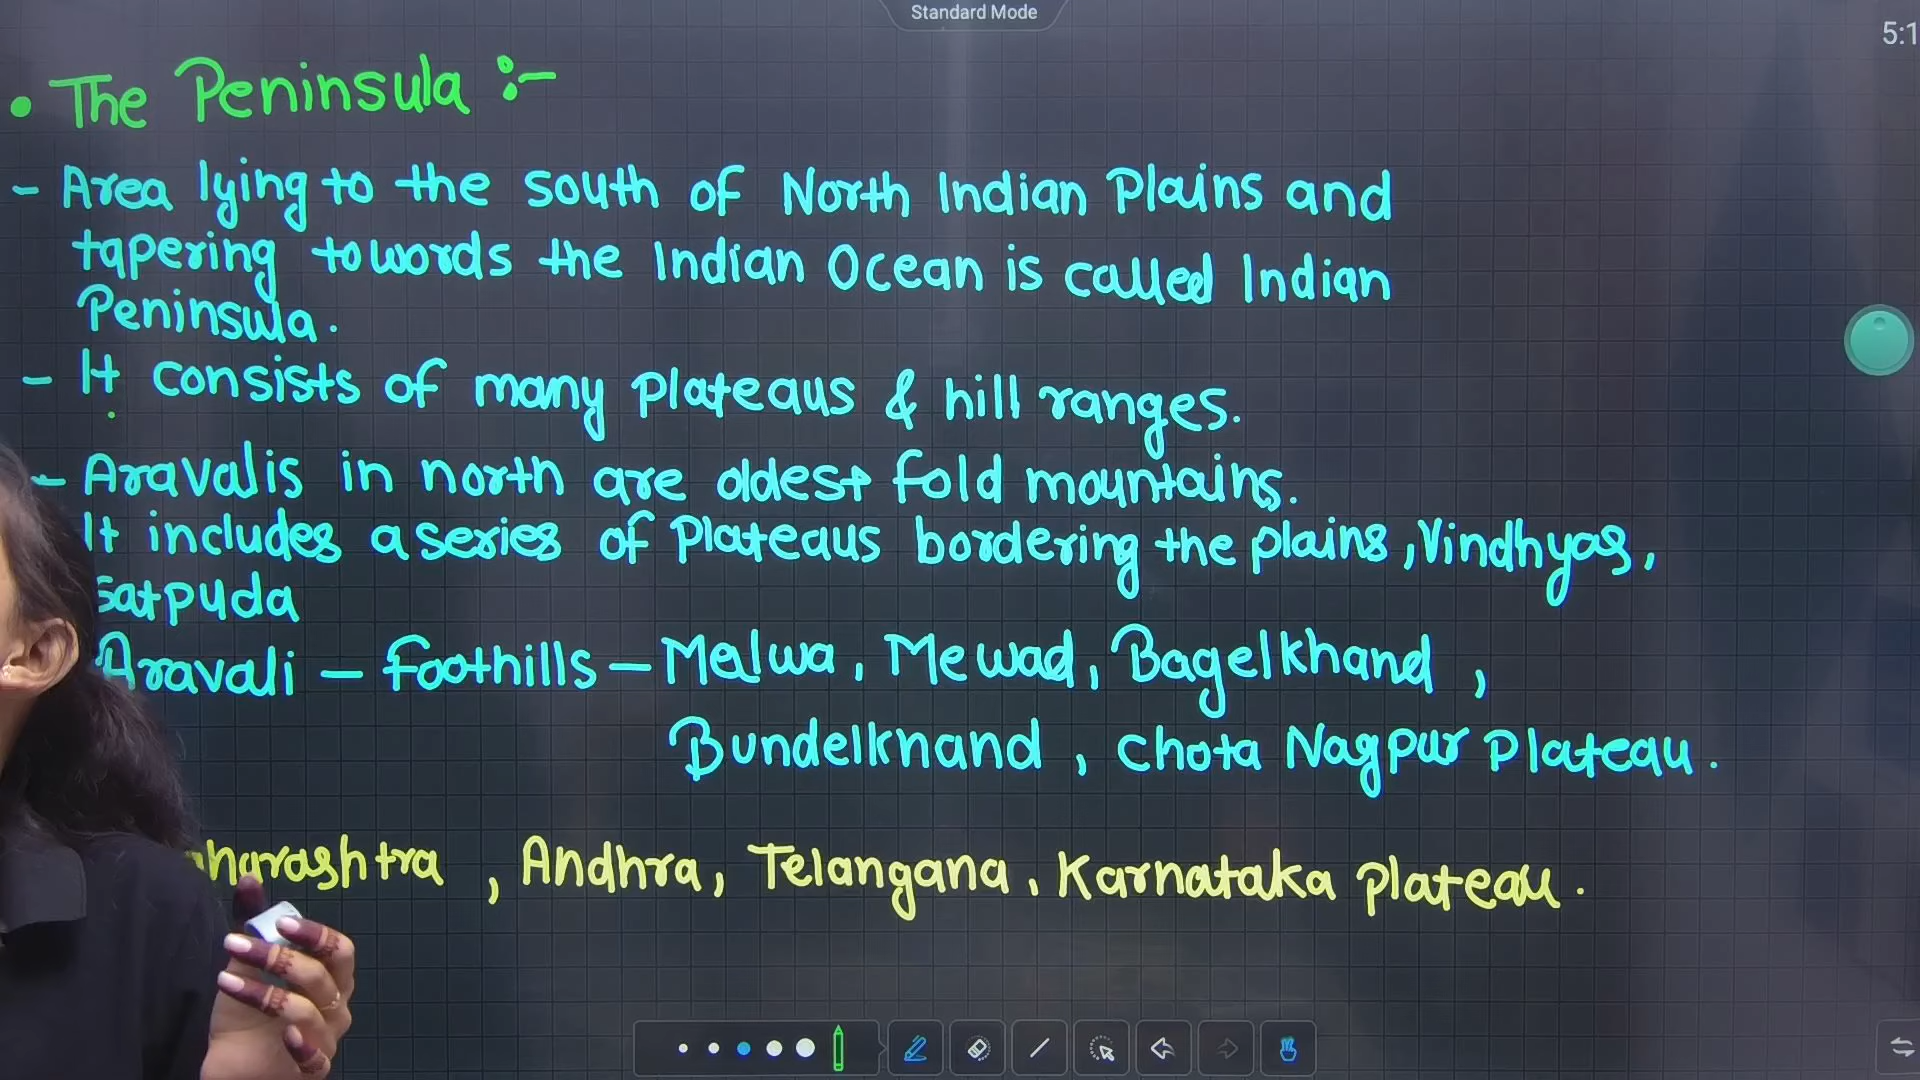 Standard Mode
5:1
• The Peninsula :-
- Area lying to the south of North Indian Plains and
tapering towords the Indian Ocean is called Indian
Peninsula.
- It consists of many Plateaus & hill ranges.
- Aravalis in north are oldest fold mountains.
It includes a series of Plateaus bordering the plains, Vindhyas,
Satpuda
Aravali – foothills – Malwa, Mewad, Bagelkhand,
Bundelkhand, Chota Nagpur Plateau.
harashtra, Andhra, Telangana, Karnataka plateau.